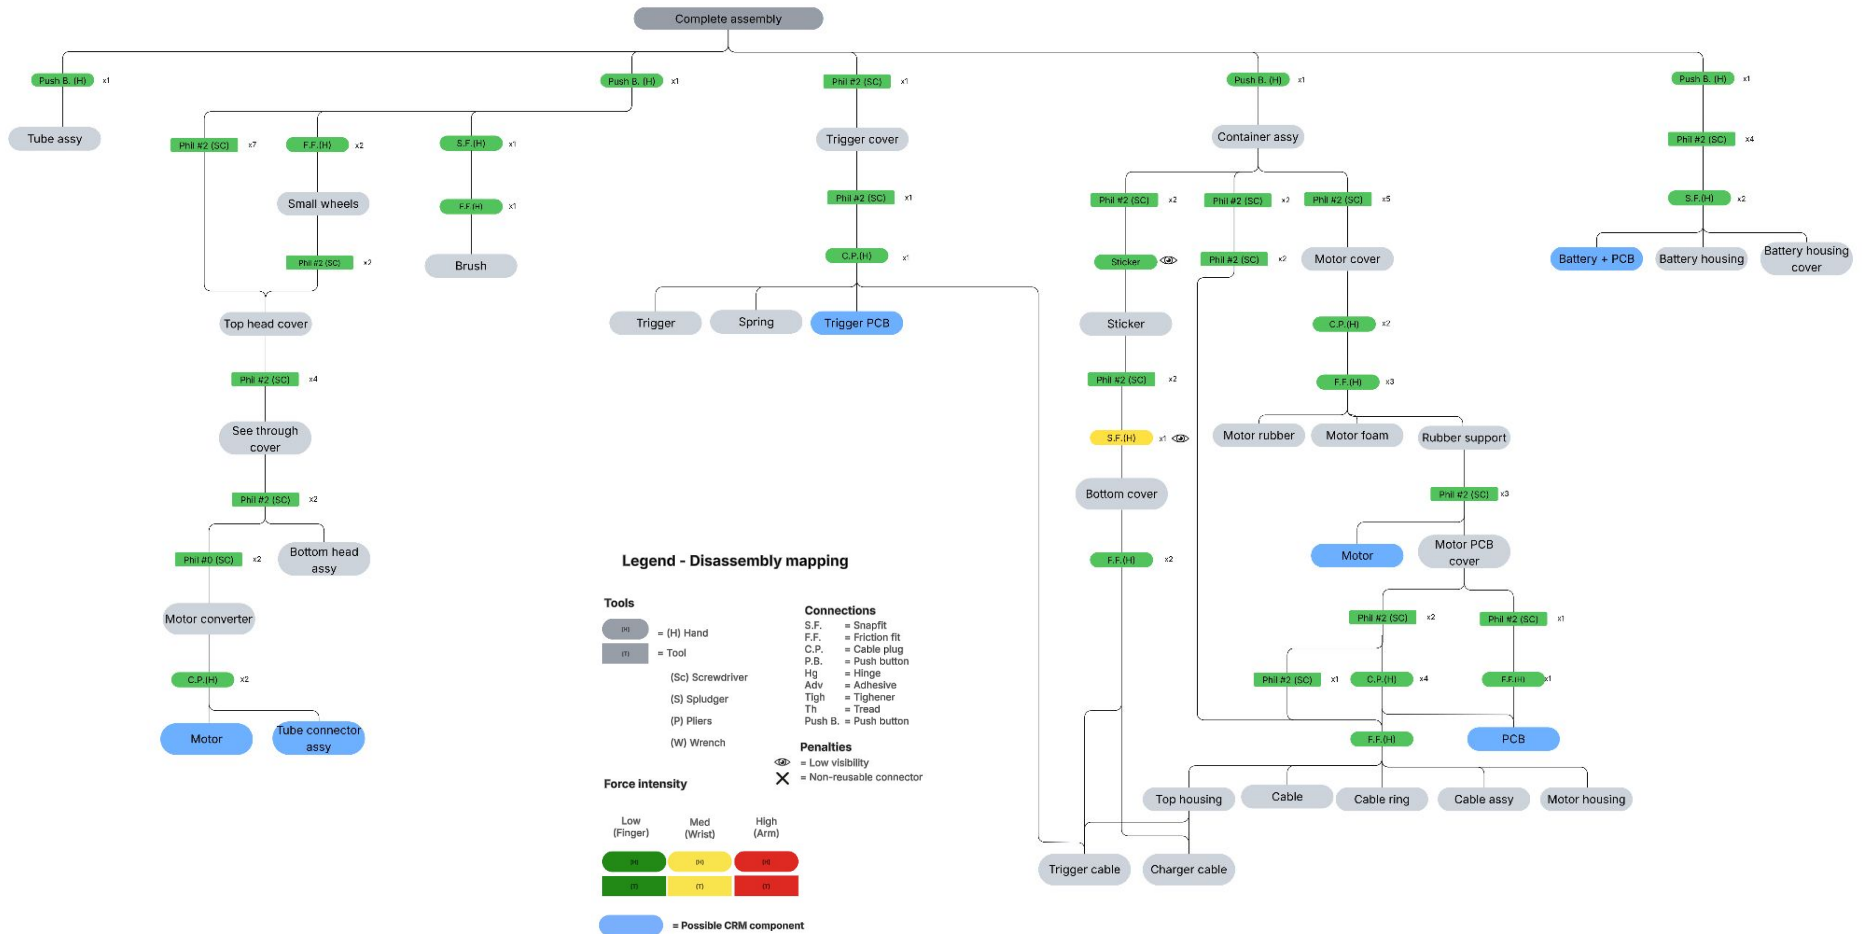 Complete assembly
Push B. (H) x1
Push B. (H) x1
Phil #2 (SC) x1
Push B. (H) x1
Push B. (H) x1
Tube assy
Phil #2 (SC) x7
F.F.(H) x2
S.F.(H) x1
Trigger cover
Container assy
Phil #2 (SC) x4
Small wheels
F.F.(H) x1
Phil #2 (SC) x1
Phil #2 (SC) x2
Phil #2 (SC) x2
Phil #2 (SC) x5
S.F.(H) x2
Phil #2 (SC) x2
Brush
C.P.(H) x1
Sticker
Phil #2 (SC) x2
Motor cover
Battery + PCB
Battery housing
Battery housing
cover
Top head cover
Trigger
Spring
Trigger PCB
Sticker
C.P.(H) x2
Phil #2 (SC) x4
Phil #2 (SC) x2
F.F.(H) x3
See through
cover
S.F.(H) x1
Motor rubber
Motor foam
Rubber support
Phil #2 (SC) x2
Bottom cover
Phil #2 (SC) x3
Phil #0 (SC) x2
Bottom head
assy
F.F.(H) x2
Motor
Motor PCB
cover
Motor converter
Phil #2 (SC) x2
Phil #2 (SC) x1
C.P.(H) x2
Phil #2 (SC) x1
C.P.(H) x4
F.F.(H) x1
Motor
Tube connector
assy
F.F.(H)
PCB
Top housing
Cable
Cable ring
Cable assy
Motor housing
Trigger cable
Charger cable
Legend - Disassembly mapping
Tools
(H) = (H) Hand
(T) = Tool
(Sc) Screwdriver
(S) Spludger
(P) Pliers
(W) Wrench
Connections
S.F. = Snapfit
F.F. = Friction fit
C.P. = Cable plug
P.B. = Push button
Hg = Hinge
Adv = Adhesive
Tigh = Tighener
Th = Tread
Push B. = Push button
Penalties
= Low visibility
= Non-reusable connector
Force intensity
Low
(Finger)
Med
(Wrist)
High
(Arm)
(H) (H) (H)
(T) (T) (T)
= Possible CRM component